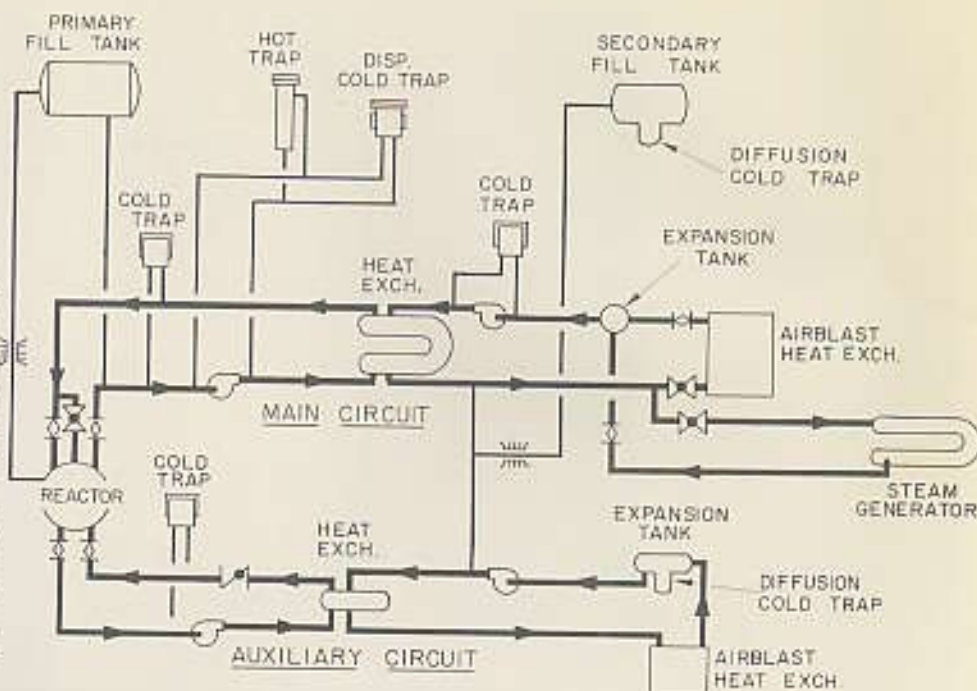 PRIMARY
FILL TANK
HOT
TRAP
DISP.
COLD TRAP
SECONDARY
FILL TANK
DIFFUSION
COLD TRAP
COLD
TRAP
COLD
TRAP
EXPANSION
TANK
HEAT
EXCH.
AIRBLAST
HEAT EXCH.
MAIN CIRCUIT
REACTOR
COLD
TRAP
STEAM
GENERATOR
HEAT
EXCH.
EXPANSION
TANK
DIFFUSION
COLD TRAP
AUXILIARY CIRCUIT
AIRBLAST
HEAT EXCH.